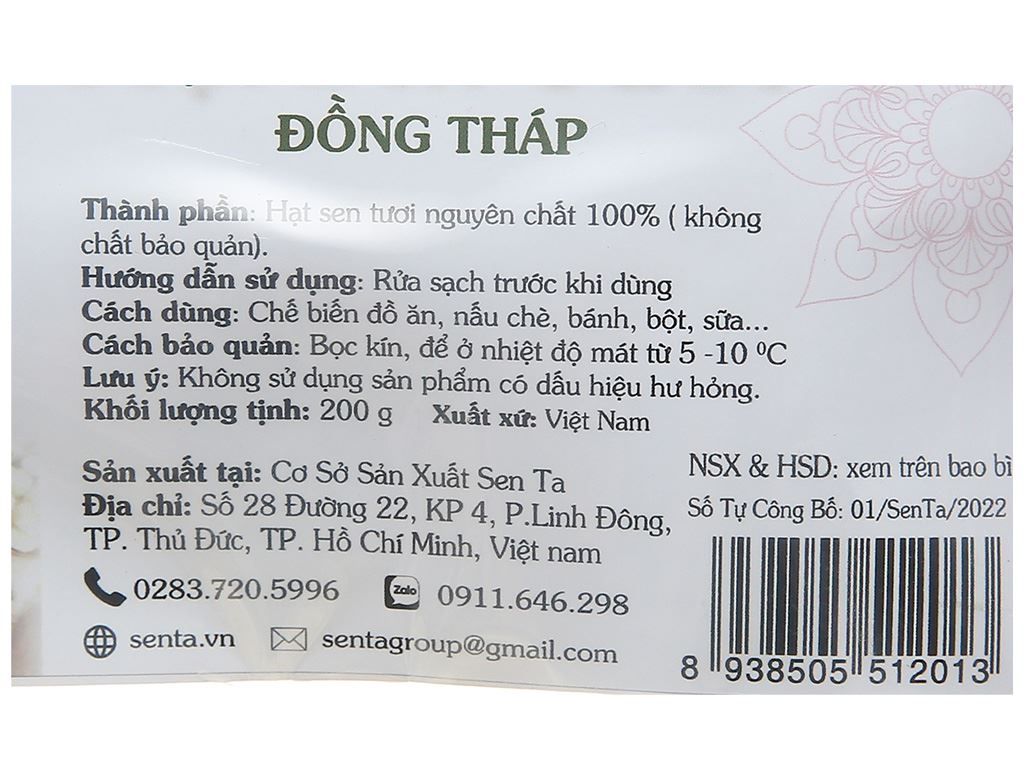 ĐỒNG THÁP
Thành phần: Hạt sen tươi nguyên chất 100% ( không
chất bảo quản).
Hướng dẫn sử dụng: Rửa sạch trước khi dùng
Cách dùng: Chế biến đồ ăn, nấu chè, bánh, bột, sữa...
Cách bảo quản: Bọc kín, để ở nhiệt độ mát từ 5 -10 ⁰C
Lưu ý: Không sử dụng sản phẩm có dấu hiệu hư hỏng.
Khối lượng tịnh: 200 g Xuất xứ: Việt Nam
Sản xuất tại: Cơ Sở Sản Xuất Sen Ta
Địa chỉ: Số 28 Đường 22, KP 4, P.Linh Đông,
TP. Thủ Đức, TP. Hồ Chí Minh, Việt nam
0283.720.5996 Zalo 0911.646.298
senta.vn sentagroup@gmail.com
NSX & HSD: xem trên bao bì
Số Tự Công Bố: 01/SenTa/2022
8 938505 512013